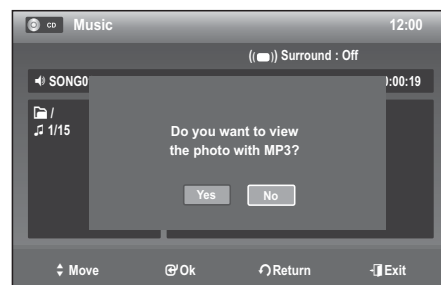 CD Music 12:00
Surround : Off
SONG0 0:00:19
/
1/15
Do you want to view
the photo with MP3?
Yes No
Move Ok Return Exit